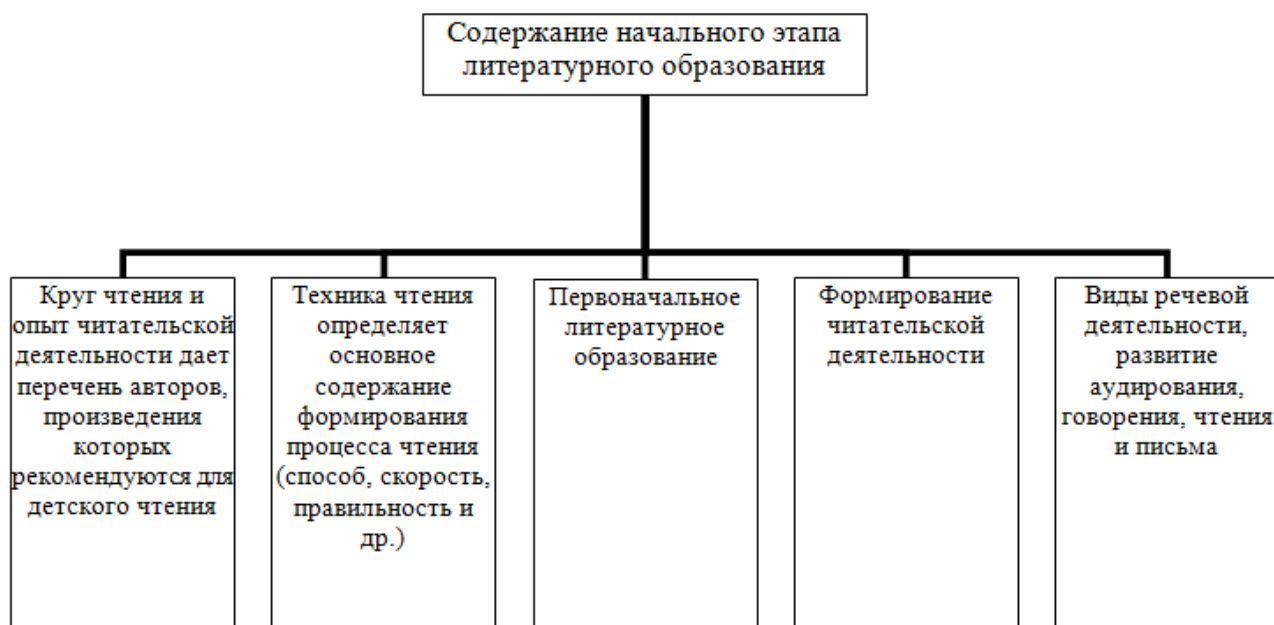 Содержание начального этапа
литературного образования
Круг чтения и
опыт читательской
деятельности дает
перечень авторов,
произведения
которых
рекомендуются для
детского чтения
Техника чтения
определяет
основное
содержание
формирования
процесса чтения
(способ, скорость,
правильность и
др.)
Первоначальное
литературное
образование
Формирование
читательской
деятельности
Виды речевой
деятельности,
развитие
аудирования,
говорения, чтения
и письма